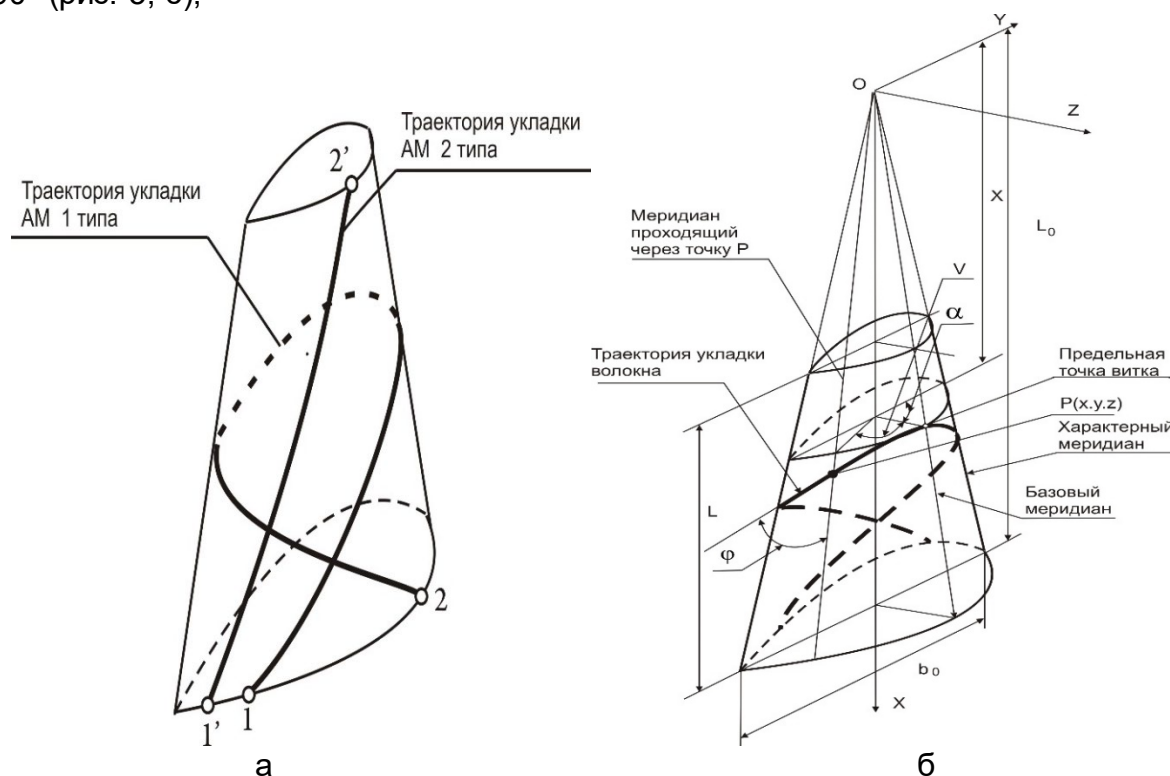 (рис. 5, б),
Траектория укладки
АМ 2 типа
2’
Траектория укладки
АМ 1 типа
2
1
1’
а
Y
O
Z
X
L₀
Меридиан
проходящий
через точку Р
V
α
Траектория укладки
волокна
Предельная
точка витка
P(x.y.z)
Характерный
меридиан
Базовый
меридиан
L
φ
b₀
X
б